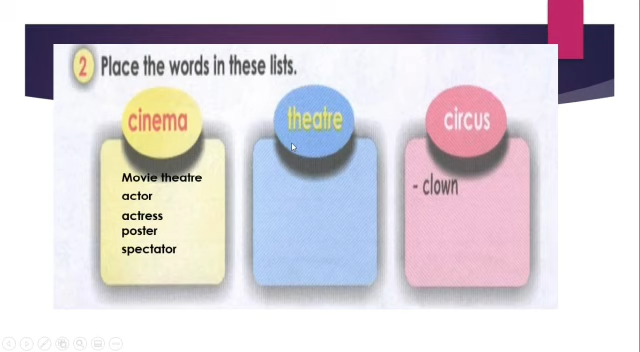 2 Place the words in these lists.
cinema
Movie theatre
actor
actress
poster
spectator
theatre
circus
- clown